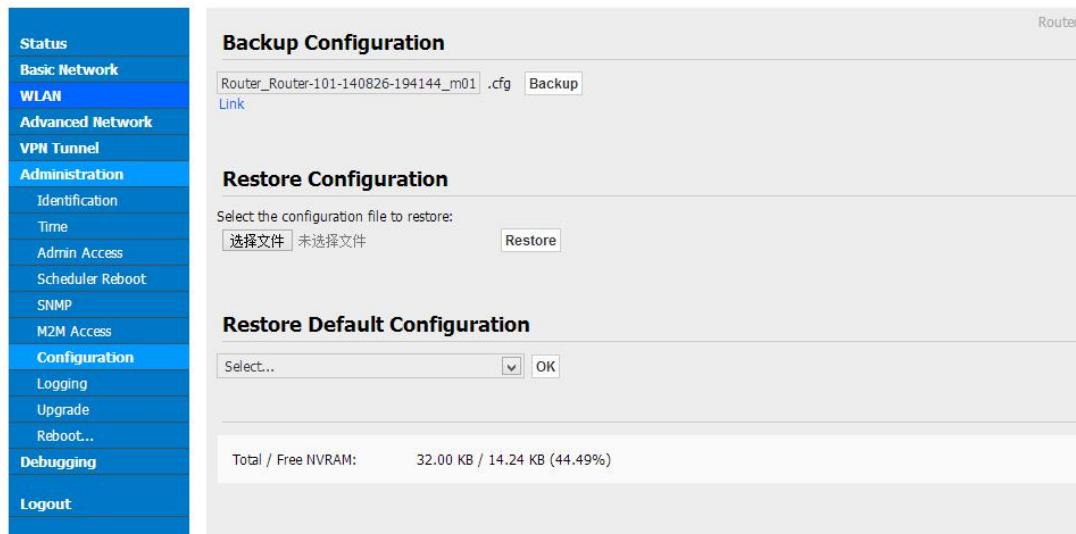 Router
Status
Basic Network
WLAN
Advanced Network
VPN Tunnel
Administration
Identification
Time
Admin Access
Scheduler Reboot
SNMP
M2M Access
Configuration
Logging
Upgrade
Reboot...
Debugging
Logout
Backup Configuration
Router_Router-101-140826-194144_m01 .cfg Backup
Link
Restore Configuration
Select the configuration file to restore:
选择文件 未选择文件 Restore
Restore Default Configuration
Select... OK
Total / Free NVRAM: 32.00 KB / 14.24 KB (44.49%)